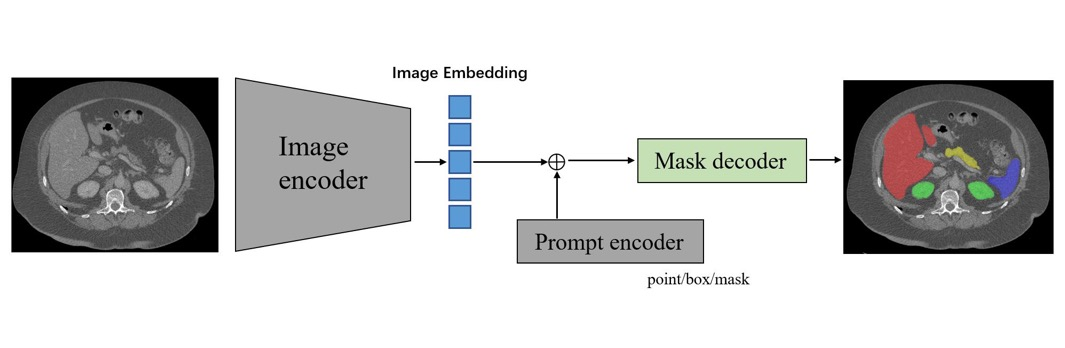 Image Embedding
Image
encoder
Mask decoder
Prompt encoder
point/box/mask